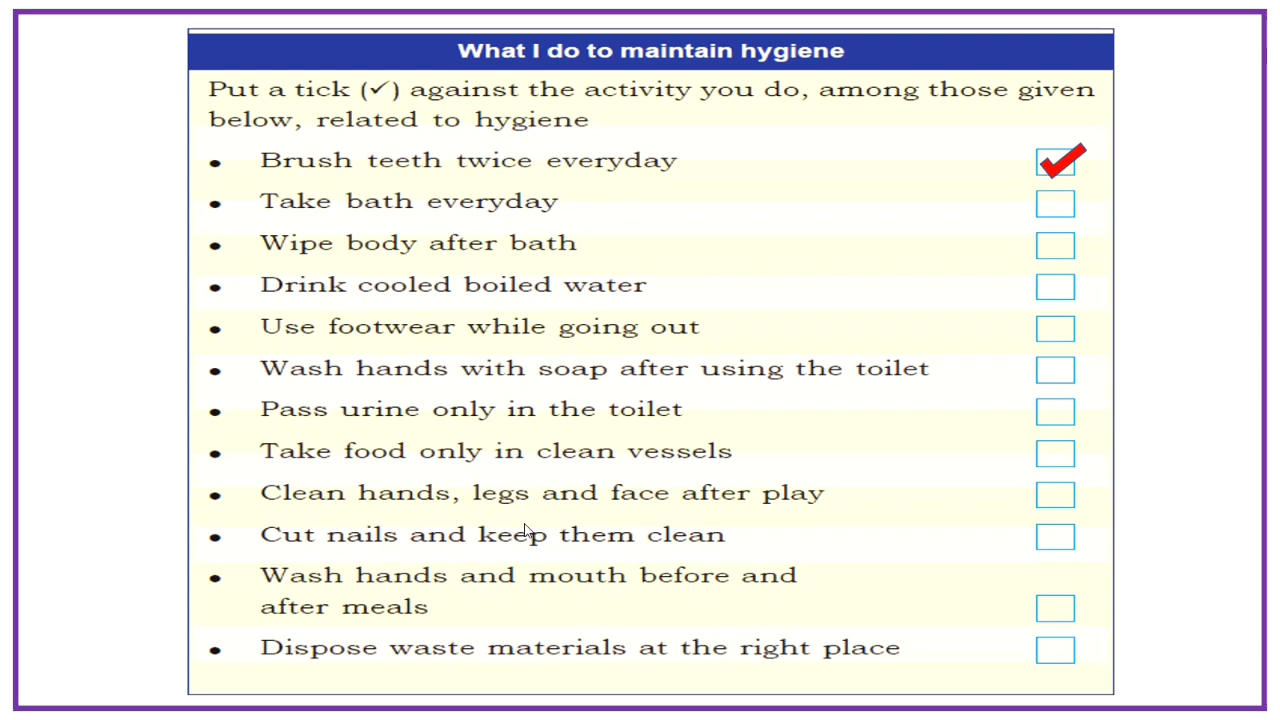 What I do to maintain hygiene
Put a tick (✓) against the activity you do, among those given
below, related to hygiene
• Brush teeth twice everyday
• Take bath everyday
• Wipe body after bath
• Drink cooled boiled water
• Use footwear while going out
• Wash hands with soap after using the toilet
• Pass urine only in the toilet
• Take food only in clean vessels
• Clean hands, legs and face after play
• Cut nails and keep them clean
• Wash hands and mouth before and
after meals
• Dispose waste materials at the right place